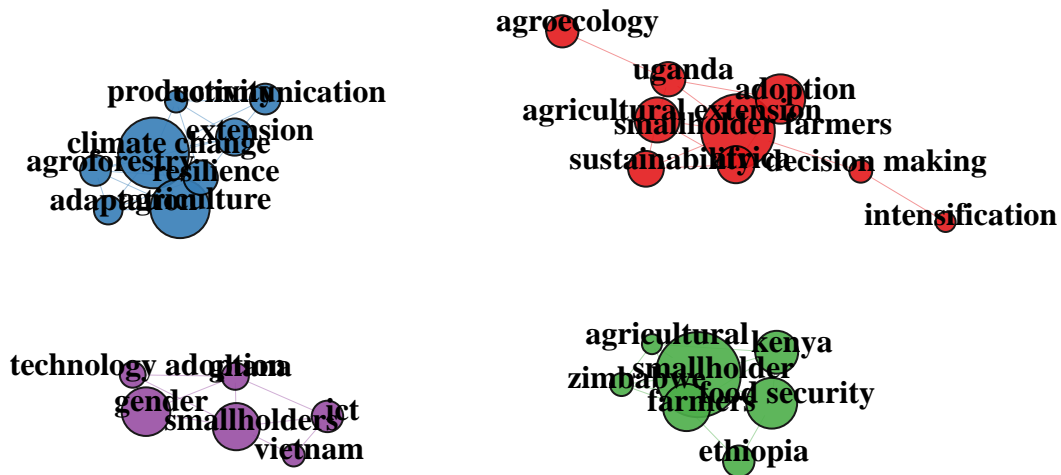 productivity
communication
extension
climate change
agroforestry
resilience
adaptation
agriculture
agroecology
uganda
adoption
agricultural extension
smallholder farmers
sustainability
africa
decision making
intensification
technology adoption
ghana
gender
smallholders
ict
vietnam
agricultural
kenya
smallholder
zimbabwe
food security
farmers
ethiopia